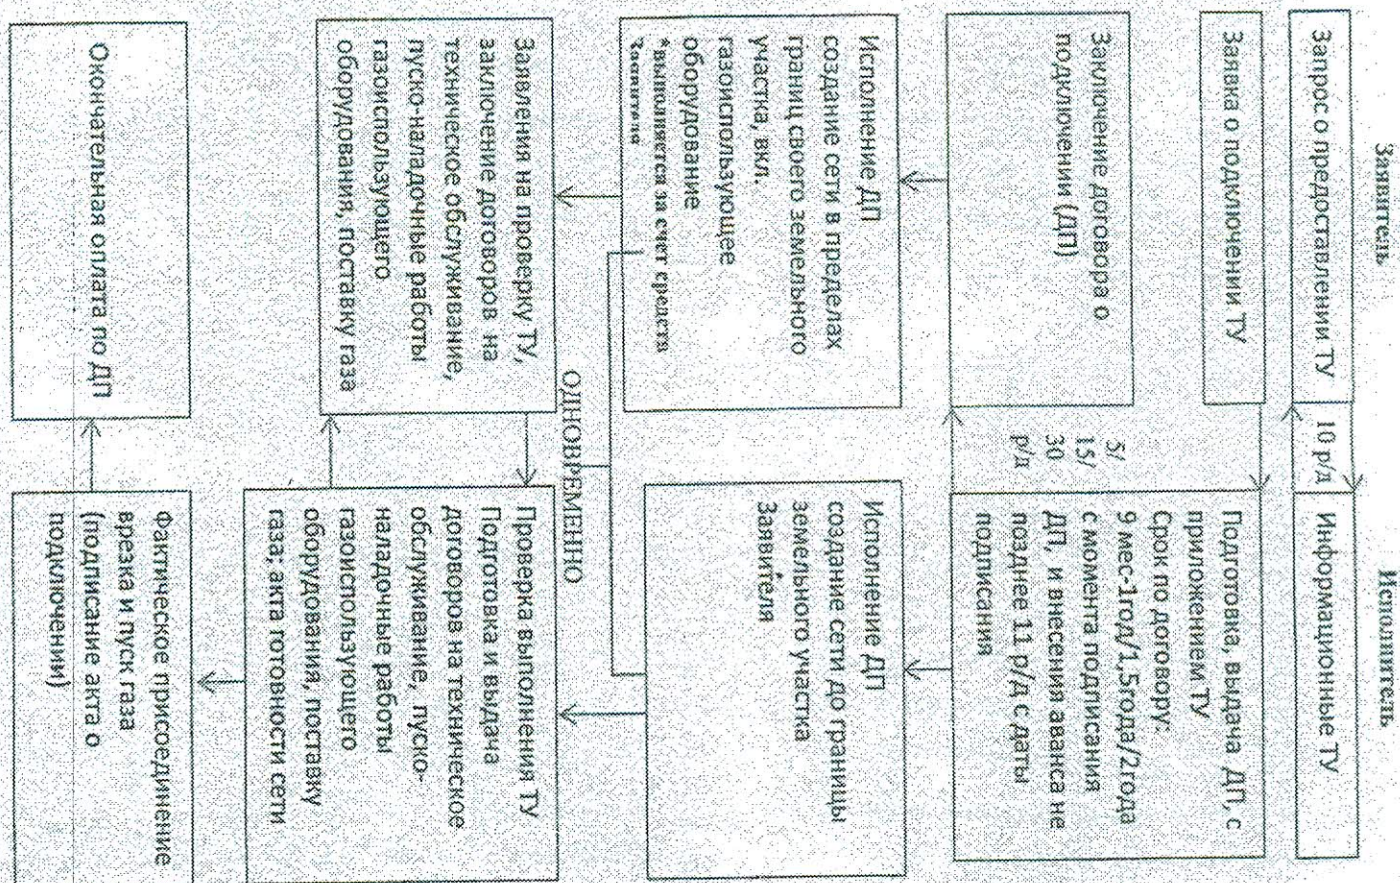 Заявитель
Исполнитель
Запрос о предоставлении ТУ
10 р/д
Информационные ТУ
Заявка о подключении ТУ
Подготовка, выдача ДП, с
приложением ТУ
Срок по договору:
9 мес-1год/1,5года/2года
с момента подписания
ДП, и внесения аванса не
позднее 11 р/д с даты
подписания
5/
15/
30
р/д
Заключение договора о
подключении (ДП)
Исполнение ДП
создание сети в пределах
границ своего земельного
участка, вкл.
газоиспользующее
оборудование
*выполняется за счет средств
Заявителя
Исполнение ДП
создание сети до границы
земельного участка
Заявителя
ОДНОВРЕМЕННО
Заявления на проверку ТУ,
заключение договоров на
техническое обслуживание,
пуско-наладочные работы
газоиспользующего
оборудования, поставку газа
Проверка выполнения ТУ
Подготовка и выдача
договоров на техническое
обслуживание, пуско-
наладочные работы
газоиспользующего
оборудования, поставку
газа; акта готовности сети
Фактическое присоединение
врезка и пуск газа
(подписание акта о
подключении)
Окончательная оплата по ДП